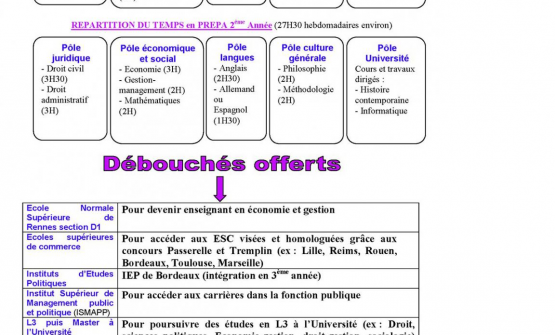 REPARTITION DU TEMPS en PREPA 2ème Année (27H30 hebdomadaires environ)
Pôle
juridique
- Droit civil
(3H30)
- Droit
administratif
(3H)
Pôle économique
et social
- Economie (3H)
- Gestion-
management (2H)
- Mathématiques
(2H)
Pôle
langues
- Anglais
(2H30)
- Allemand
ou
Espagnol
(1H30)
Pôle culture
générale
- Philosophie
(2H)
- Méthodologie
(2H)
Pôle
Université
Cours et travaux
dirigés :
- Histoire
contemporaine
- Informatique
Débouchés offerts
Ecole Normale
Supérieure de
Rennes section D1
Pour devenir enseignant en économie et gestion
Ecoles supérieures
de commerce
Pour accéder aux ESC visées et homologuées grâce aux
concours Passerelle et Tremplin (ex : Lille, Reims, Rouen,
Bordeaux, Toulouse, Marseille)
Instituts d'Etudes
Politiques
IEP de Bordeaux (intégration en 3ème année)
Institut Supérieur de
Management public
et politique (ISMAPP)
Pour accéder aux carrières dans la fonction publique
L3 puis Master à
l'Université
Pour poursuivre des études en L3 à l'Université (ex : Droit,